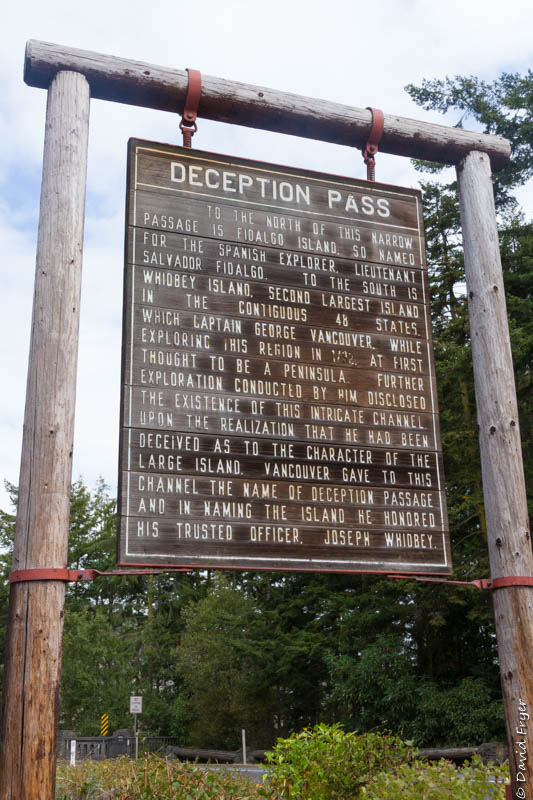 DECEPTION PASS
TO THE NORTH OF THIS NARROW
PASSAGE IS FIDALGO ISLAND, SO NAMED
FOR THE SPANISH EXPLORER, LIEUTENANT
SALVADOR FIDALGO. TO THE SOUTH IS
WHIDBEY ISLAND, SECOND LARGEST ISLAND
IN THE CONTIGUOUS 48 STATES,
WHICH CAPTAIN GEORGE VANCOUVER, WHILE
EXPLORING THIS REGION IN 1792, AT FIRST
THOUGHT TO BE A PENINSULA. FURTHER
EXPLORATION CONDUCTED BY HIM DISCLOSED
THE EXISTENCE OF THIS INTRICATE CHANNEL.
UPON THE REALIZATION THAT HE HAD BEEN
DECEIVED AS TO THE CHARACTER OF THE
LARGE ISLAND, VANCOUVER GAVE TO THIS
CHANNEL THE NAME OF DECEPTION PASSAGE
AND IN NAMING THE ISLAND HE HONORED
HIS TRUSTED OFFICER, JOSEPH WHIDBEY.
© David Fryer